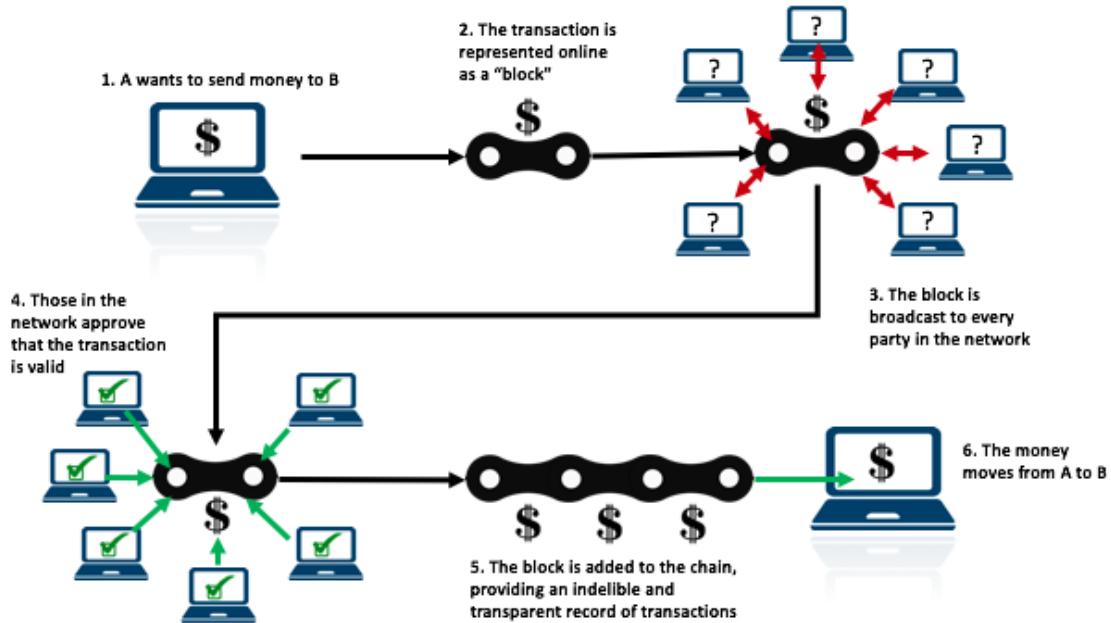 1. A wants to send money to B
$
2. The transaction is
represented online
as a “block"
$
?
?
?
$
?
?
?
?
3. The block is
broadcast to every
party in the network
4. Those in the
network approve
that the transaction
is valid
$
5. The block is added to the chain,
providing an indelible and
transparent record of transactions
$ $ $
$
6. The money
moves from A to B